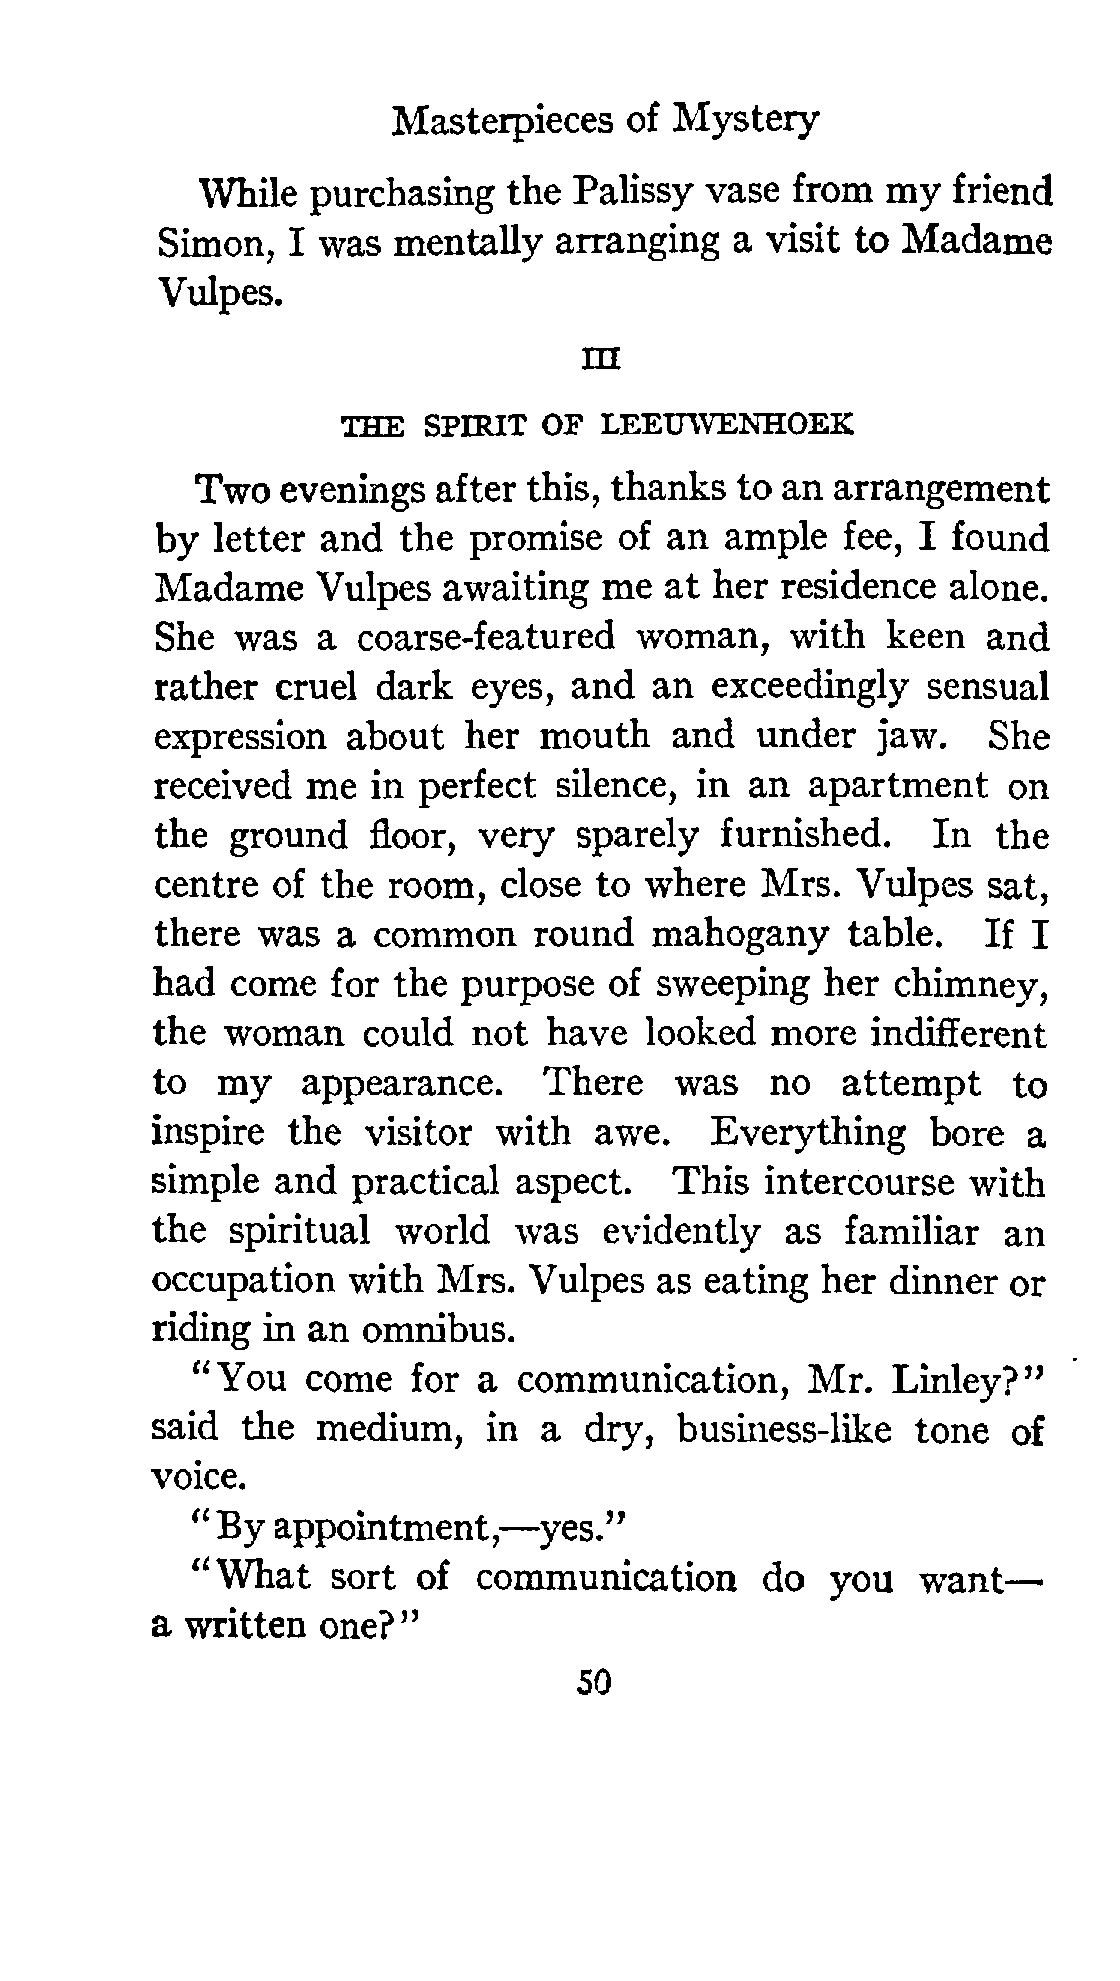 Masterpieces of Mystery
While purchasing the Palissy vase from my friend
Simon, I was mentally arranging a visit to Madame
Vulpes.
III
THE SPIRIT OF LEEUWENHOEK
Two evenings after this, thanks to an arrangement
by letter and the promise of an ample fee, I found
Madame Vulpes awaiting me at her residence alone.
She was a coarse-featured woman, with keen and
rather cruel dark eyes, and an exceedingly sensual
expression about her mouth and under jaw. She
received me in perfect silence, in an apartment on
the ground floor, very sparely furnished. In the
centre of the room, close to where Mrs. Vulpes sat,
there was a common round mahogany table. If I
had come for the purpose of sweeping her chimney,
the woman could not have looked more indifferent
to my appearance. There was no attempt to
inspire the visitor with awe. Everything bore a
simple and practical aspect. This intercourse with
the spiritual world was evidently as familiar an
occupation with Mrs. Vulpes as eating her dinner or
riding in an omnibus.
"You come for a communication, Mr. Linley?"
said the medium, in a dry, business-like tone of
voice.
"By appointment,—yes."
"What sort of communication do you want—
a written one?"
50